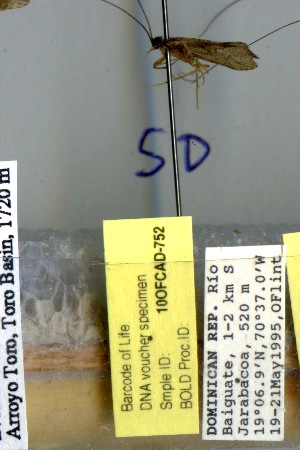 SD
Arroyo Toro, Toro Basin, 1720 m
Barcode of Life
DNA voucher specimen
Smple ID: 10OFCAD-752
BOLD Proc.ID:
DOMINICAN REP. Rio
Baiguate, 1-2 km S
Jarabacoa. 520 m
19°06.9'N,70°37.0'W
19-21May1995,OFlint